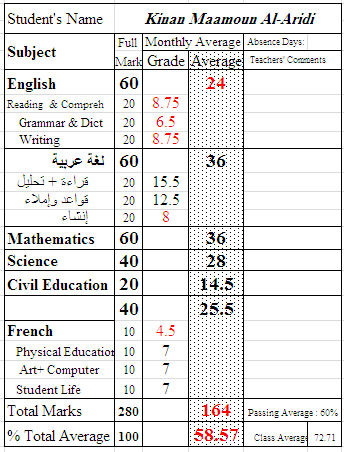 Student's Name Kinan Maamoun Al-Aridi
Subject Full Mark Monthly Average Absence Days:
Grade Average Teachers' Comments
English 60 24
Reading & Compreh 20 8.75
Grammar & Dict 20 6.5
Writing 20 8.75
لغة عربية 60 36
قراءة + تحليل 20 15.5
قواعد وإملاء 20 12.5
إنشاء 20 8
Mathematics 60 36
Science 40 28
Civil Education 20 14.5
40 25.5
French 10 4.5
Physical Education 10 7
Art+ Computer 10 7
Student Life 10 7
Total Marks 280 164 Passing Average : 60%
% Total Average 100 58.57 Class Average 72.71